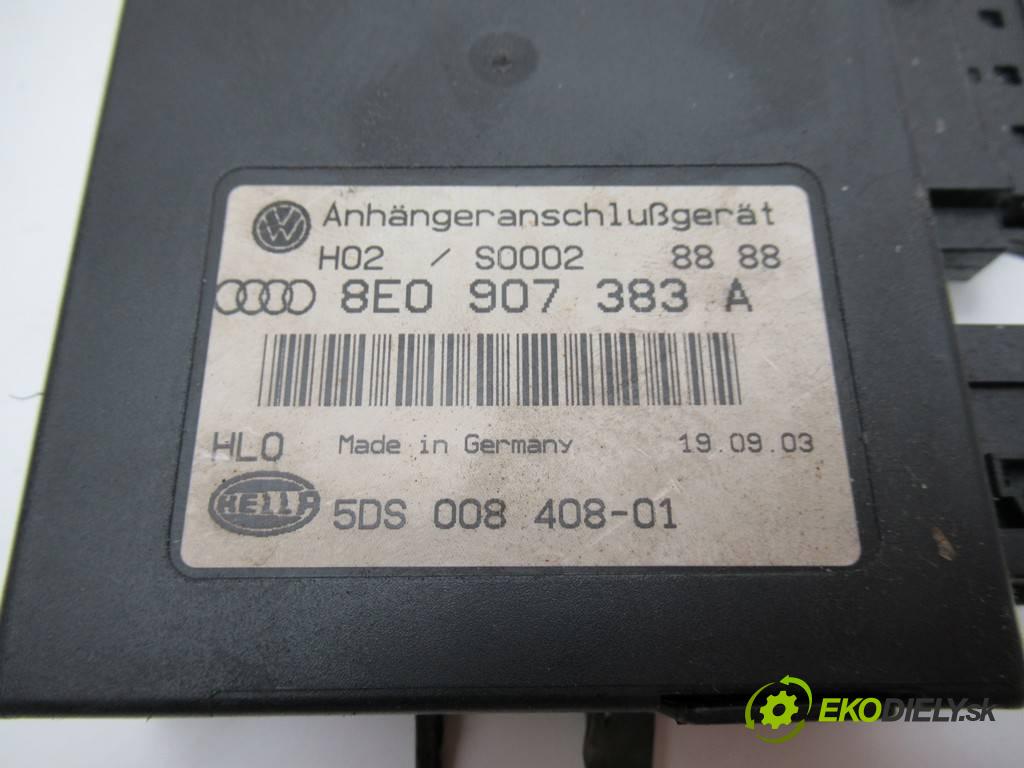 Anhängeranschlußgerät
H02 / S0002 88 88
8E0 907 383 A
HLO Made in Germany 19.09.03
HELLA 5DS 008 408-01
EKODIELY.sk